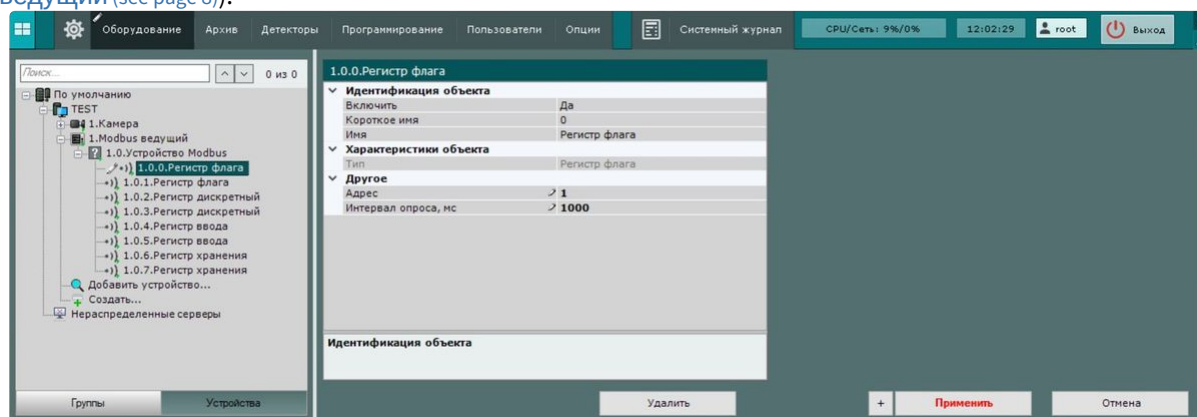 ведущий (see page 8)).
Оборудование Архив Детекторы Программирование Пользователи Опции Системный журнал CPU/Сеть: 9%/0% 12:02:29 root Выход
Поиск... 0 из 0
По умолчанию
TEST
1.Камера
1.Modbus ведущий
1.0.Устройство Modbus
1.0.0.Регистр флага
1.0.1.Регистр флага
1.0.2.Регистр дискретный
1.0.3.Регистр дискретный
1.0.4.Регистр ввода
1.0.5.Регистр ввода
1.0.6.Регистр хранения
1.0.7.Регистр хранения
Добавить устройство...
Создать...
Нераспределенные серверы
Группы Устройства
1.0.0.Регистр флага
Идентификация объекта
Включить Да
Короткое имя 0
Имя Регистр флага
Характеристики объекта
Тип Регистр флага
Другое
Адрес 1
Интервал опроса, мс 1000
Идентификация объекта
Удалить + Применить Отмена